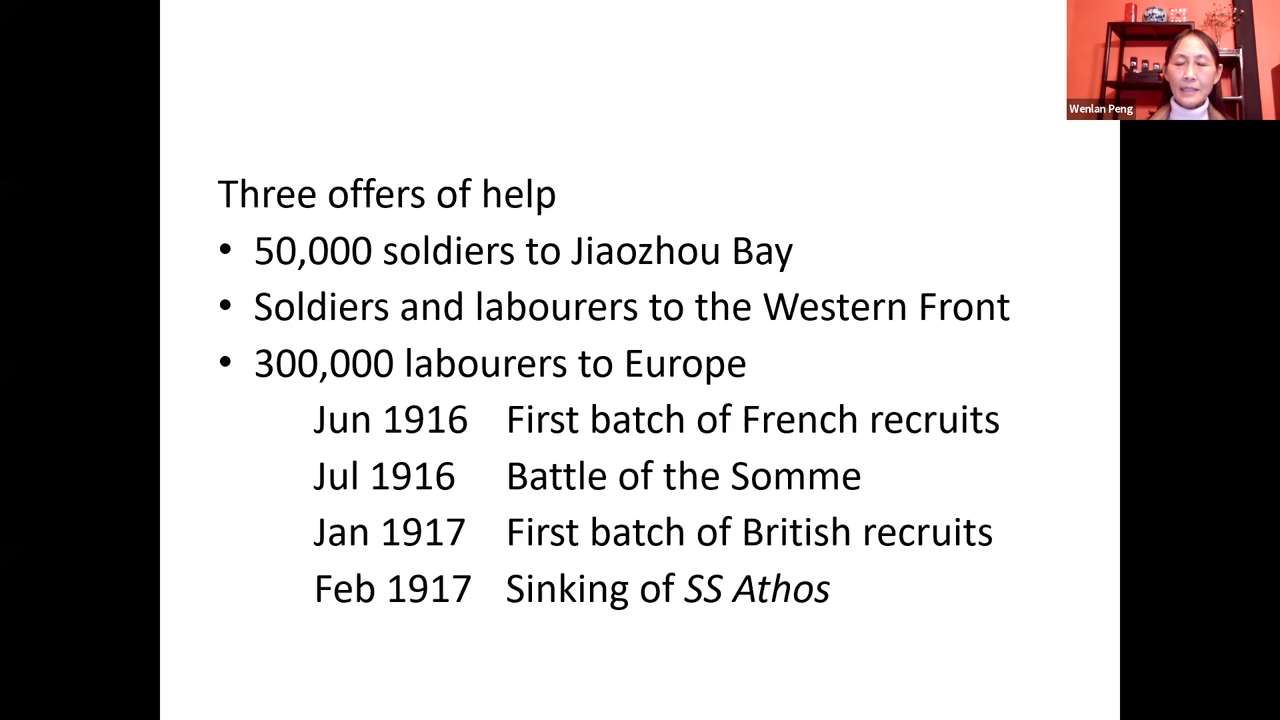 Wenlan Peng
Three offers of help
• 50,000 soldiers to Jiaozhou Bay
• Soldiers and labourers to the Western Front
• 300,000 labourers to Europe
Jun 1916 First batch of French recruits
Jul 1916 Battle of the Somme
Jan 1917 First batch of British recruits
Feb 1917 Sinking of SS Athos